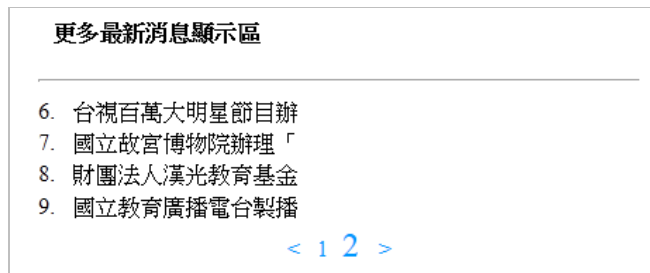 更多最新消息顯示區
6. 台視百萬大明星節目辦
7. 國立故宮博物院辦理「
8. 財團法人漢光教育基金
9. 國立教育廣播電台製播
< 1 2 >